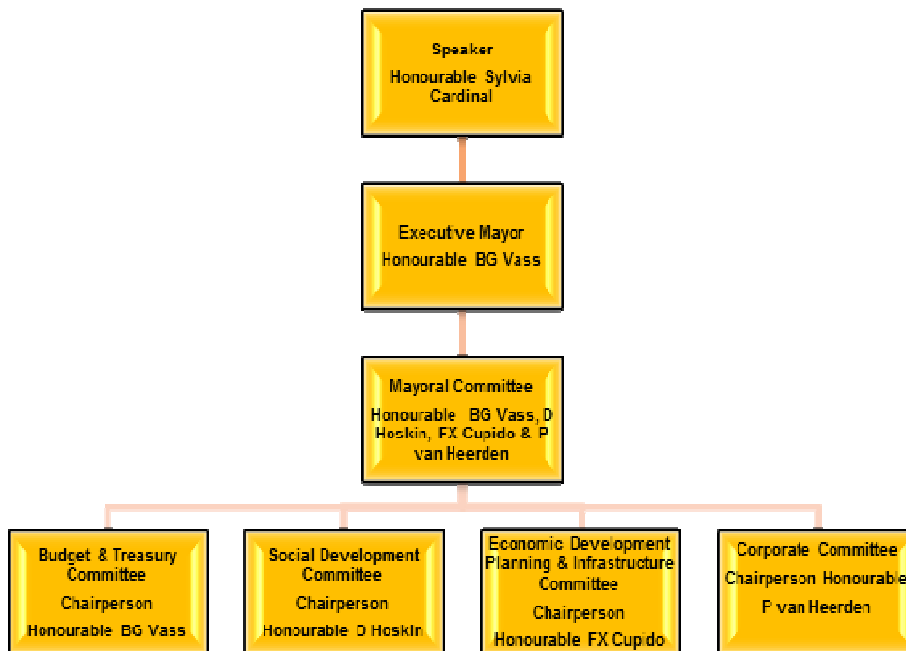 Speaker
Honourable Sylvia
Cardinal
Executive Mayor
Honourable BG Vass
Mayoral Committee
Honourable BG Vass, D
Hoskin, FX Cupido & P
van Heerden
Budget & Treasury
Committee
Chairperson
Honourable BG Vass
Social Development
Committee
Chairperson
Honourable D Hoskin
Economic Development
Planning & Infrastructure
Committee
Chairperson
Honourable FX Cupido
Corporate Committee
Chairperson Honourable
P van Heerden